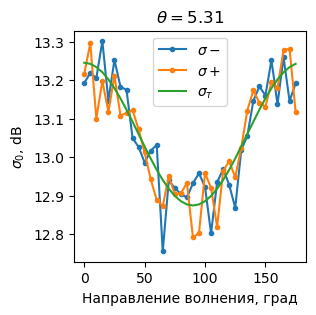 θ = 5.31
σ₀, dB
13.3
13.2
13.1
13.0
12.9
12.8
σ −
σ +
σ_т
0 50 100 150
Направление волнения, град